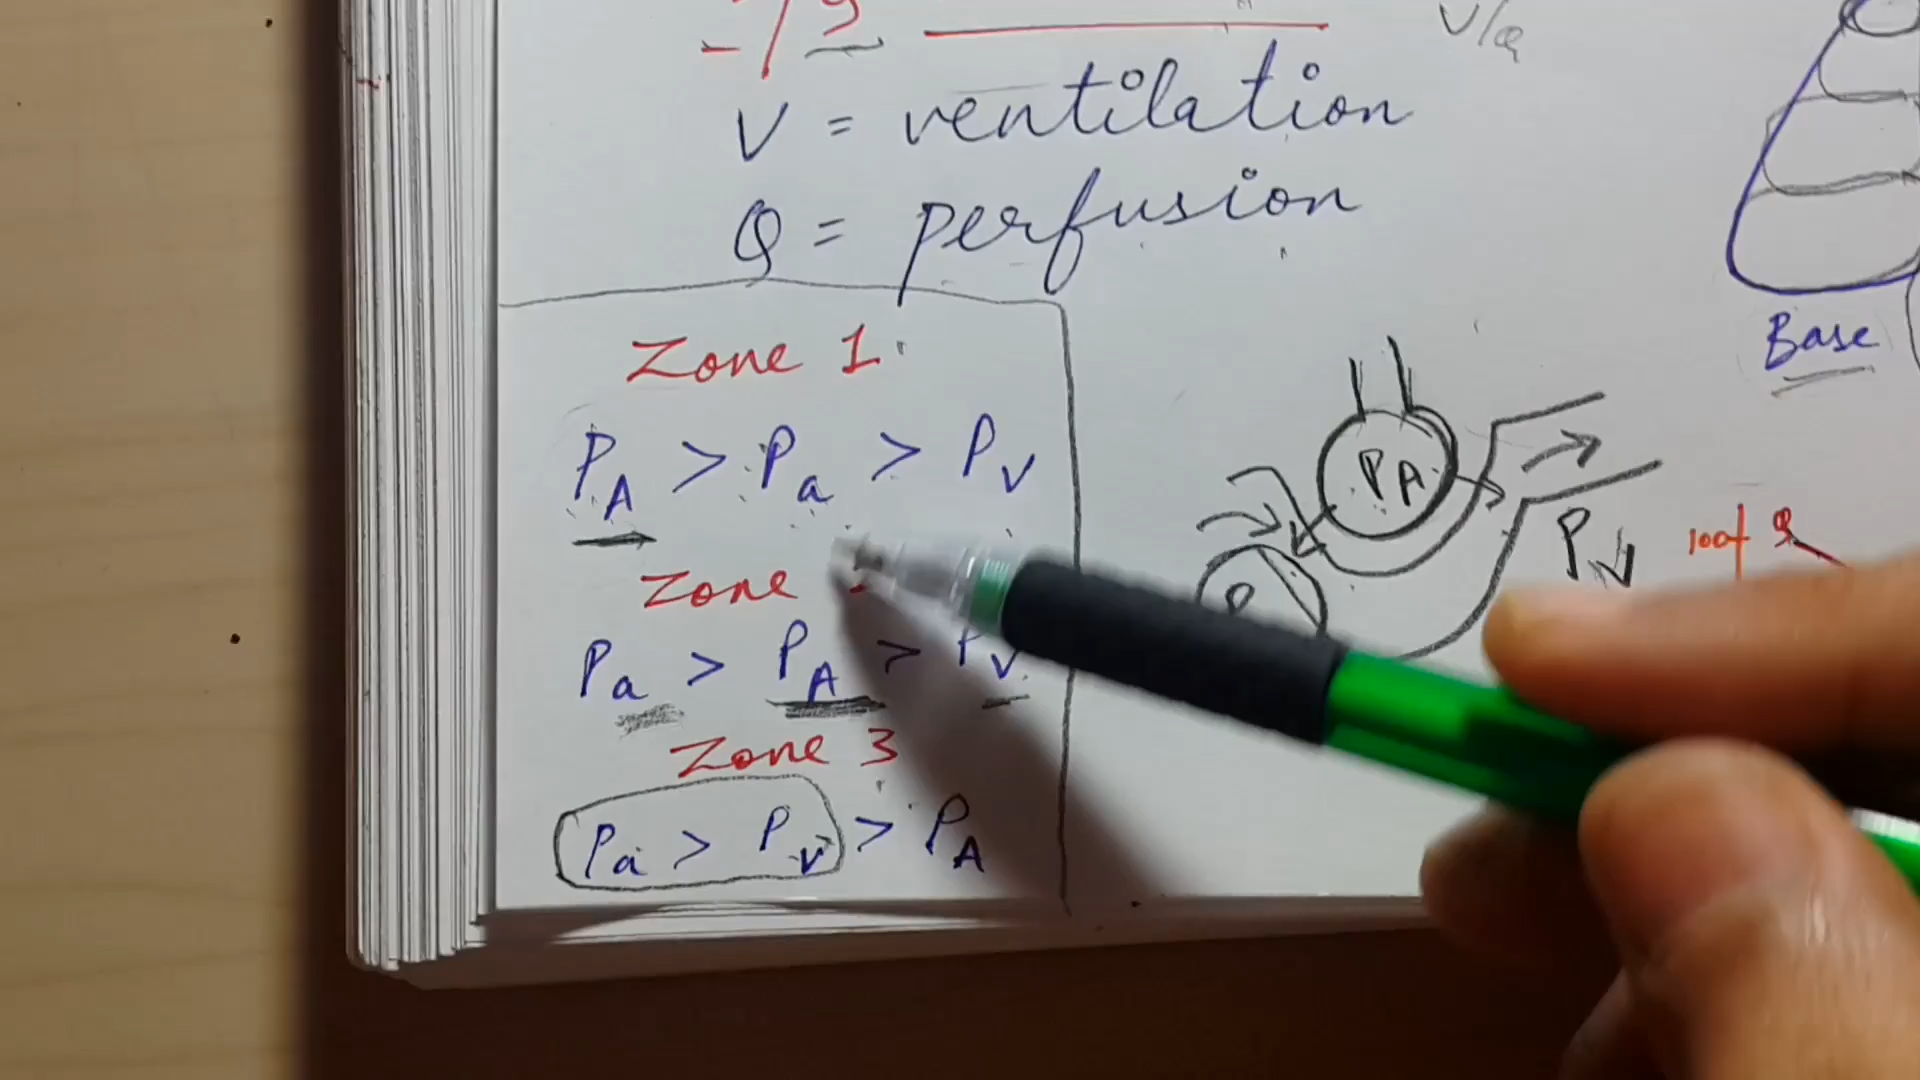 V/Q
V = ventilation
Q = perfusion
Zone 1
PA > Pa > PV
Zone
Pa > PA > PV
Zone 3
Pa > PV > PA
Base
PA
PV
100+ Q